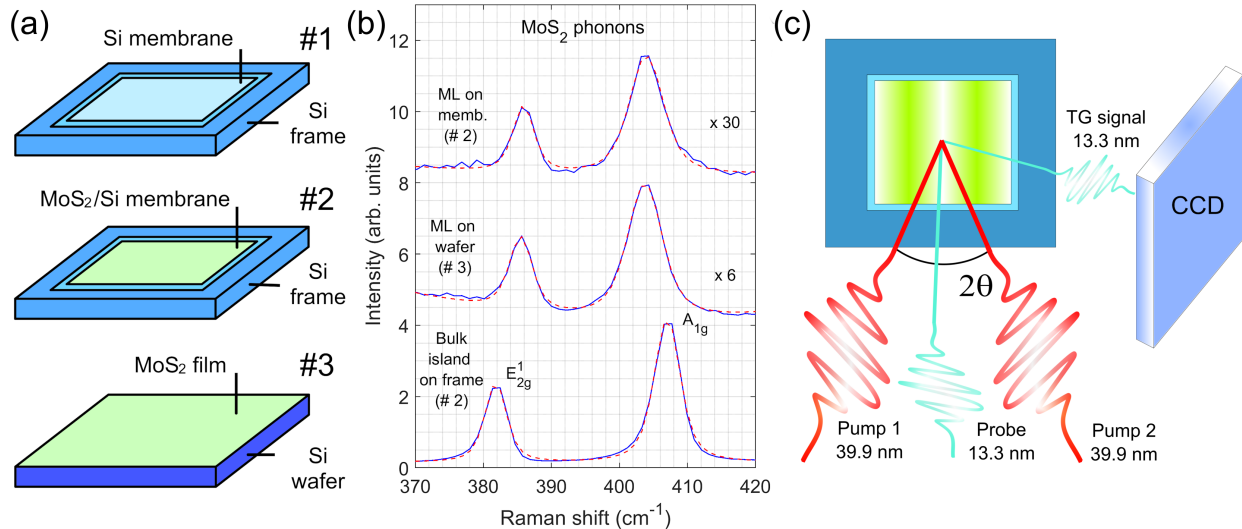 (a)
Si membrane
#1
Si
frame
MoS₂/Si membrane
#2
Si
frame
MoS₂ film
#3
Si
wafer
(b)
MoS₂ phonons
12
10
8
6
4
2
0
Intensity (arb. units)
ML on
memb.
(# 2)
x 30
ML on
wafer
(# 3)
x 6
Bulk
island
on frame
(# 2)
E¹₂g
A₁g
370
380
390
400
410
420
Raman shift (cm⁻¹)
(c)
TG signal
13.3 nm
CCD
2θ
Pump 1
39.9 nm
Probe
13.3 nm
Pump 2
39.9 nm